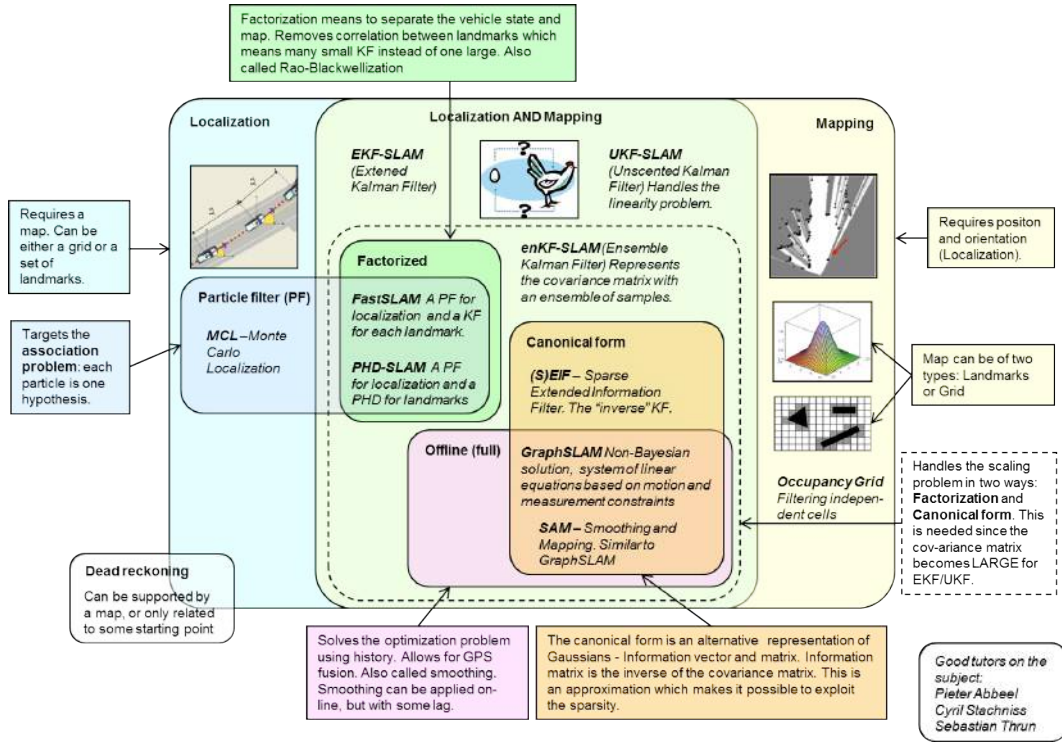 Factorization means to separate the vehicle state and
map. Removes correlation between landmarks which
means many small KF instead of one large. Also
called Rao-Blackwellization
Localization
Localization AND Mapping
Mapping
EKF-SLAM
(Extened
Kalman Filter)
?
?
UKF-SLAM
(Unscented Kalman
Filter) Handles the
linearity problem.
Requires a
map. Can be
either a grid or a
set of
landmarks.
Requires positon
and orientation
(Localization).
enKF-SLAM (Ensemble
Kalman Filter) Represents
the covariance matrix with
an ensemble of samples.
Factorized
FastSLAM A PF for
localization and a KF
for each landmark.
PHD-SLAM A PF
for localization and a
PHD for landmarks
Particle filter (PF)
MCL – Monte
Carlo
Localization
Targets the
association
problem: each
particle is one
hypothesis.
Canonical form
(S)EIF – Sparse
Extended Information
Filter. The "inverse" KF.
Map can be of two
types: Landmarks
or Grid
Offline (full)
GraphSLAM Non-Bayesian
solution, system of linear
equations based on motion and
measurement constraints
SAM – Smoothing and
Mapping. Similar to
GraphSLAM
Occupancy Grid
Filtering indepen-
dent cells
Handles the scaling
problem in two ways:
Factorization and
Canonical form. This
is needed since the
cov-ariance matrix
becomes LARGE for
EKF/UKF.
Dead reckoning
Can be supported by
a map, or only related
to some starting point
Solves the optimization problem
using history. Allows for GPS
fusion. Also called smoothing.
Smoothing can be applied on-
line, but with some lag.
The canonical form is an alternative representation of
Gaussians - Information vector and matrix. Information
matrix is the inverse of the covariance matrix. This is
an approximation which makes it possible to exploit
the sparsity.
Good tutors on the
subject:
Pieter Abbeel
Cyril Stachniss
Sebastian Thrun